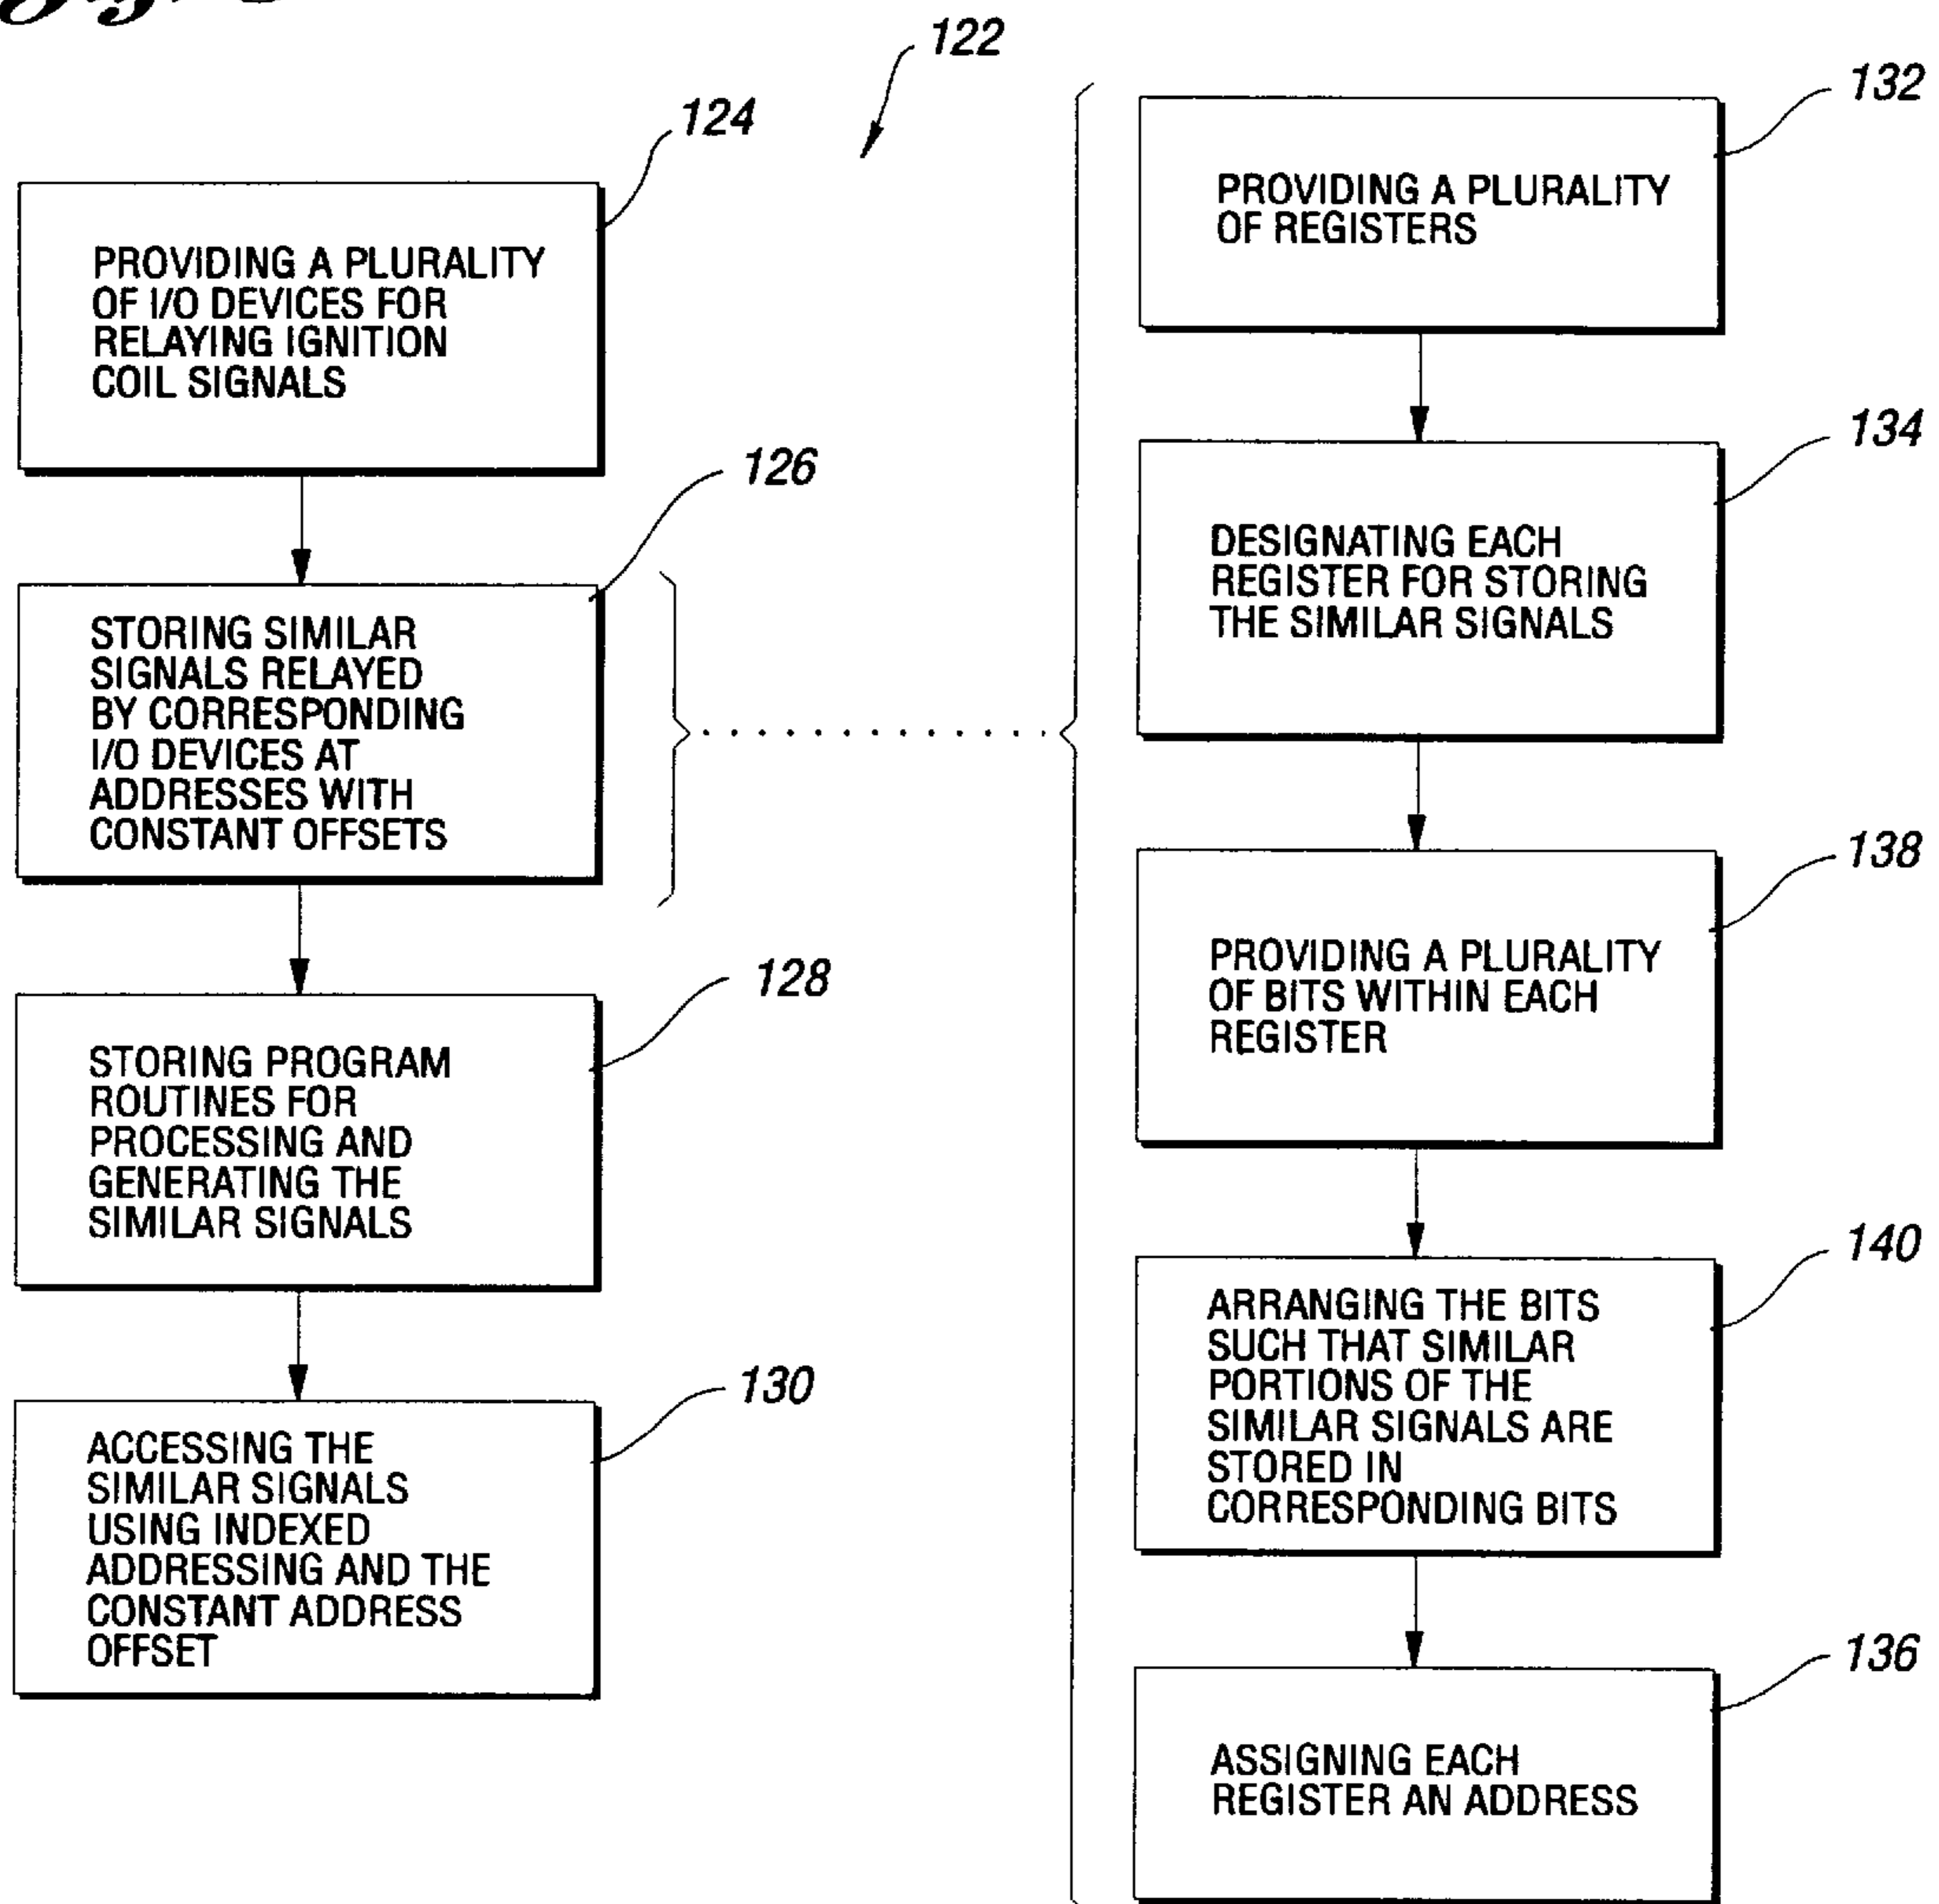 122
124
PROVIDING A PLURALITY
OF I/O DEVICES FOR
RELAYING IGNITION
COIL SIGNALS
126
STORING SIMILAR
SIGNALS RELAYED
BY CORRESPONDING
I/O DEVICES AT
ADDRESSES WITH
CONSTANT OFFSETS
128
STORING PROGRAM
ROUTINES FOR
PROCESSING AND
GENERATING THE
SIMILAR SIGNALS
130
ACCESSING THE
SIMILAR SIGNALS
USING INDEXED
ADDRESSING AND THE
CONSTANT ADDRESS
OFFSET
132
PROVIDING A PLURALITY
OF REGISTERS
134
DESIGNATING EACH
REGISTER FOR STORING
THE SIMILAR SIGNALS
138
PROVIDING A PLURALITY
OF BITS WITHIN EACH
REGISTER
140
ARRANGING THE BITS
SUCH THAT SIMILAR
PORTIONS OF THE
SIMILAR SIGNALS ARE
STORED IN
CORRESPONDING BITS
136
ASSIGNING EACH
REGISTER AN ADDRESS